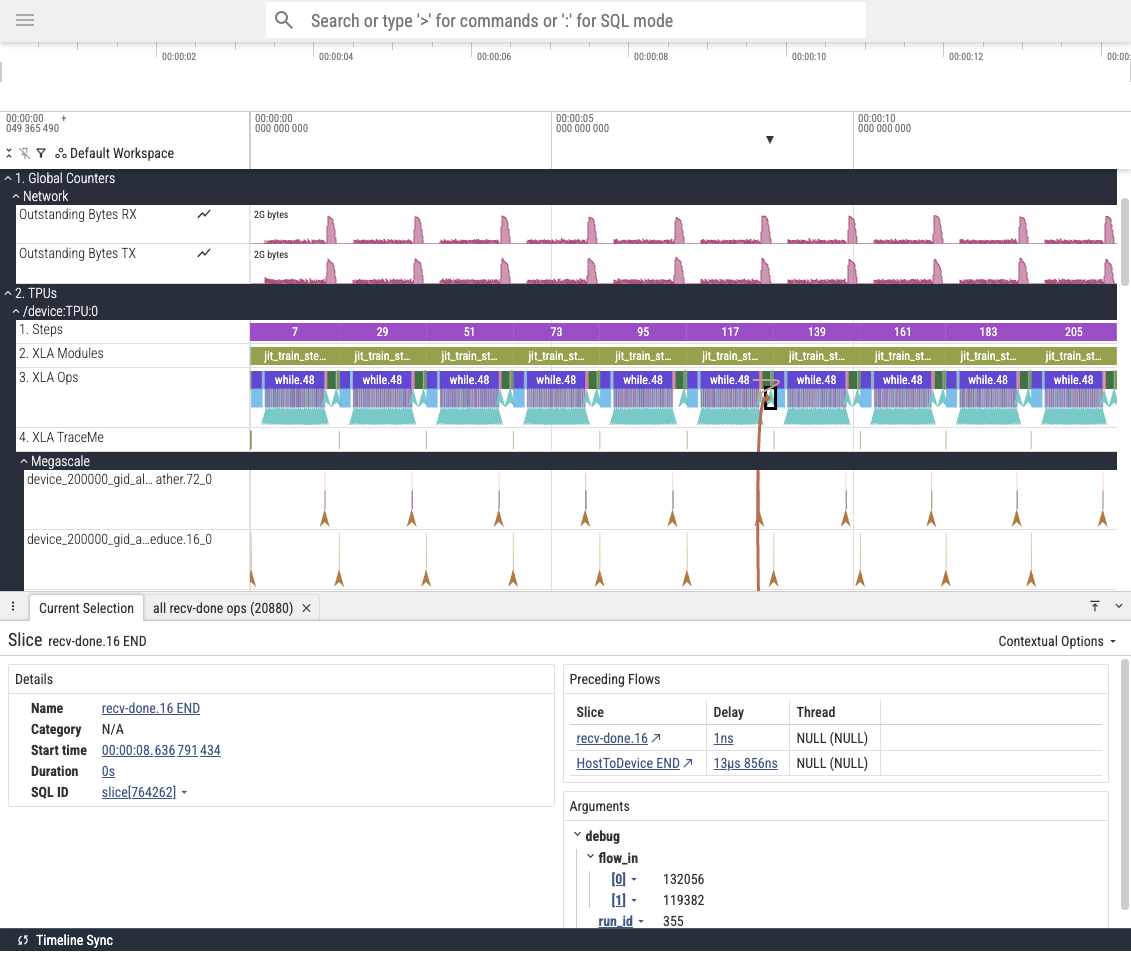 Search or type '>' for commands or ':' for SQL mode
00:00:02 00:00:04 00:00:06 00:00:08 00:00:10 00:00:12 00:00:
00:00:00 + 00:00:00 00:00:05 00:00:10
049 365 490 000 000 000 000 000 000 000 000 000
Default Workspace
1. Global Counters
Network
Outstanding Bytes RX 2G bytes
Outstanding Bytes TX 2G bytes
2. TPUs
/device:TPU:0
1. Steps 7 29 51 73 95 117 139 161 183 205
2. XLA Modules jit_train_ste... jit_train_st... jit_train_st... jit_train_st... jit_train_st... jit_train_st... jit_train_st... jit_train_st... jit_train_st... jit_train_st...
3. XLA Ops while.48 while.48 while.48 while.48 while.48 while.48 while.48 while.48 while.48 while.48
4. XLA TraceMe
Megascale
device_200000_gid_al... ather.72_0
device_200000_gid_a...educe.16_0
Current Selection all recv-done ops (20880)
Slice recv-done.16 END Contextual Options
Details
Name recv-done.16 END
Category N/A
Start time 00:00:08.636 791 434
Duration 0s
SQL ID slice[764262]
Preceding Flows
Slice Delay Thread
recv-done.16 1ns NULL (NULL)
HostToDevice END 13µs 856ns NULL (NULL)
Arguments
debug
flow_in
[0] 132056
[1] 119382
run_id 355
Timeline Sync